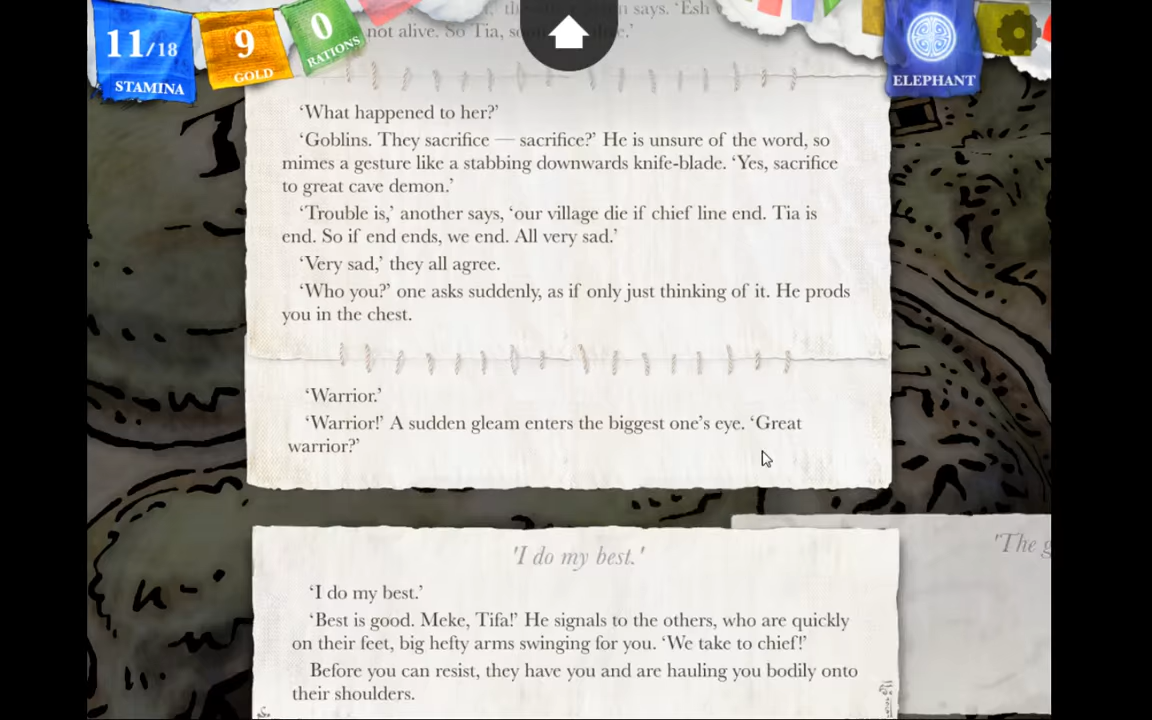 11/18
STAMINA
9
GOLD
0
RATIONS
ELEPHANT
says. ‘Esh
not alive. So Tia,
‘What happened to her?’
‘Goblins. They sacrifice — sacrifice?’ He is unsure of the word, so
mimes a gesture like a stabbing downwards knife-blade. ‘Yes, sacrifice
to great cave demon.’
‘Trouble is,’ another says, ‘our village die if chief line end. Tia is
end. So if end ends, we end. All very sad.’
‘Very sad,’ they all agree.
‘Who you?’ one asks suddenly, as if only just thinking of it. He prods
you in the chest.
‘Warrior.’
‘Warrior!’ A sudden gleam enters the biggest one’s eye. ‘Great
warrior?’
'I do my best.'
‘I do my best.’
‘Best is good. Meke, Tifa!’ He signals to the others, who are quickly
on their feet, big hefty arms swinging for you. ‘We take to chief!’
Before you can resist, they have you and are hauling you bodily onto
their shoulders.
'The g